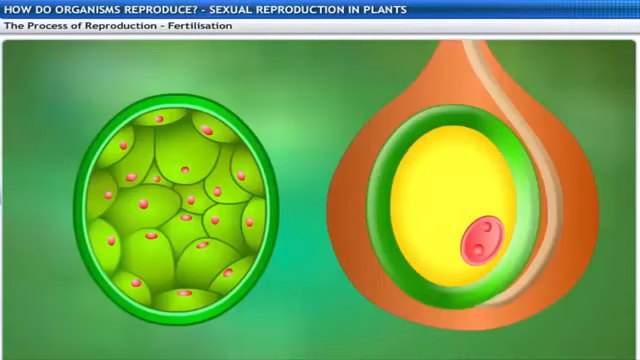 HOW DO ORGANISMS REPRODUCE? - SEXUAL REPRODUCTION IN PLANTS
The Process of Reproduction - Fertilisation